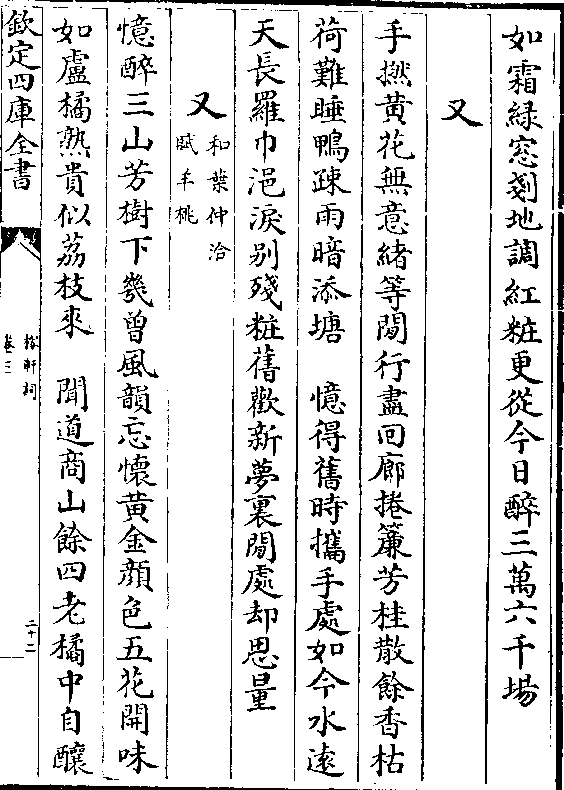 如霜緑窓剗地調紅粧更從今日醉三萬六千塲
又
手撚黄花無意緒等閒行盡回廊捲簾芳桂散餘香枯
荷難睡鴨踈雨暗添塘　憶得舊時攜手處如今水逺
天長羅巾浥淚别殘粧舊歡新夢裏閒處却思量
又和葉仲洽賦羊桃
憶醉三山芳樹下幾曾風韻忘懷黄金顔色五花開味
如盧橘熟貴似荔枝來　聞道商山餘四老橘中自釀
欽定四庫全書
稼軒詞
卷三
二十二